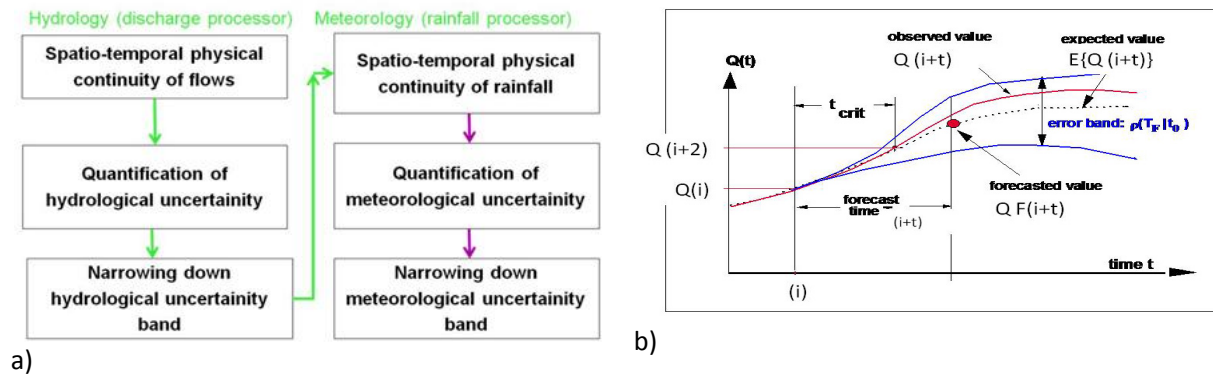 Hydrology (discharge processor)
Spatio-temporal physical
continuity of flows
Quantification of
hydrological uncertainity
Narrowing down
hydrological uncertainity
band
Meteorology (rainfall processor)
Spatio-temporal physical
continuity of rainfall
Quantification of
meteorological uncertainity
Narrowing down
meteorological uncertainity
band
a)
observed value
Q (i+t)
expected value
E{Q (i+t)}
Q(t)
t crit
error band: ρ(T_F|t_0)
Q (i+2)
Q(i)
forecasted value
Q F(i+t)
forecast
time (i+t)
time t
(i)
b)